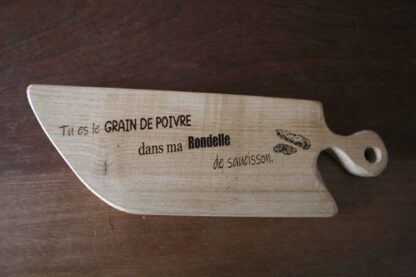 Tu es le GRAIN DE POIVRE
dans ma Rondelle
de saucisson.